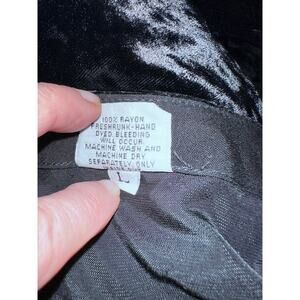 100% RAYON
PRESHRUNK-HAND
DYED BLEEDING
WILL OCCUR.
MACHINE WASH AND
MACHINE DRY
SEPARATELY ONLY
L